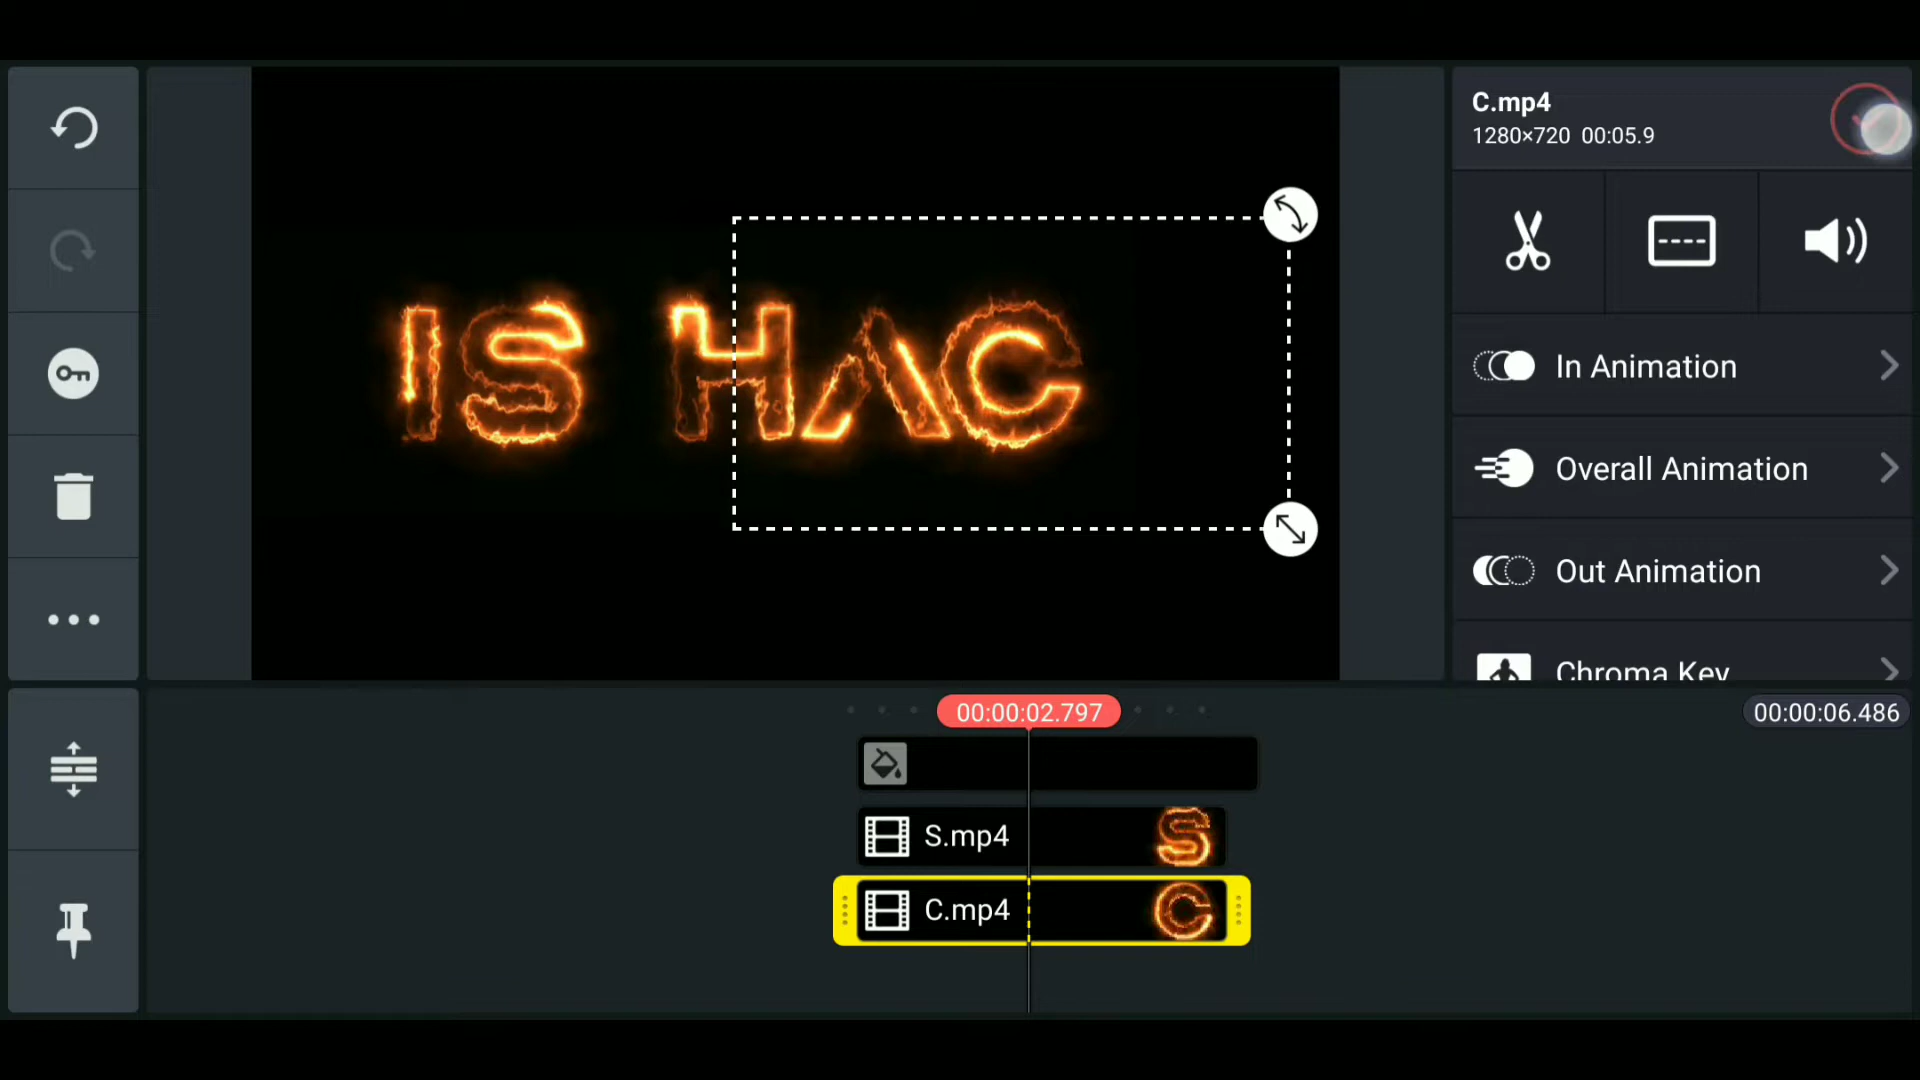 C.mp4
1280×720 00:05.9
IS HAC
In Animation
Overall Animation
Out Animation
Chroma Key
00:00:02.797
00:00:06.486
S.mp4
S
C.mp4
C